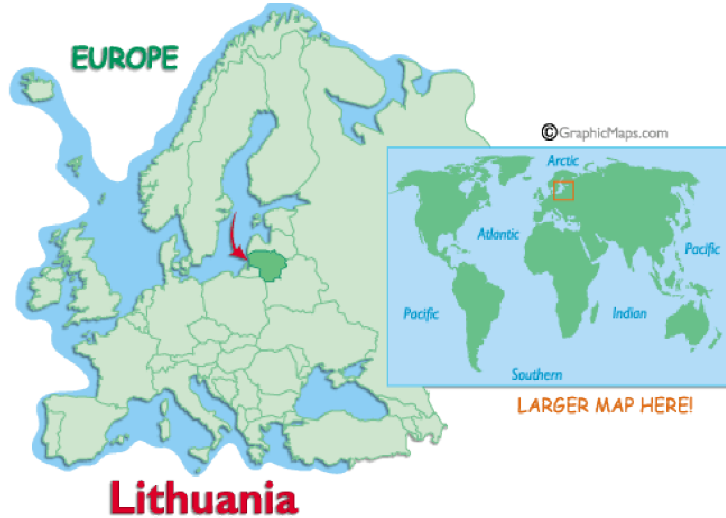 EUROPE
©GraphicMaps.com
Arctic
Atlantic
Pacific
Pacific
Indian
Southern
LARGER MAP HERE!
Lithuania